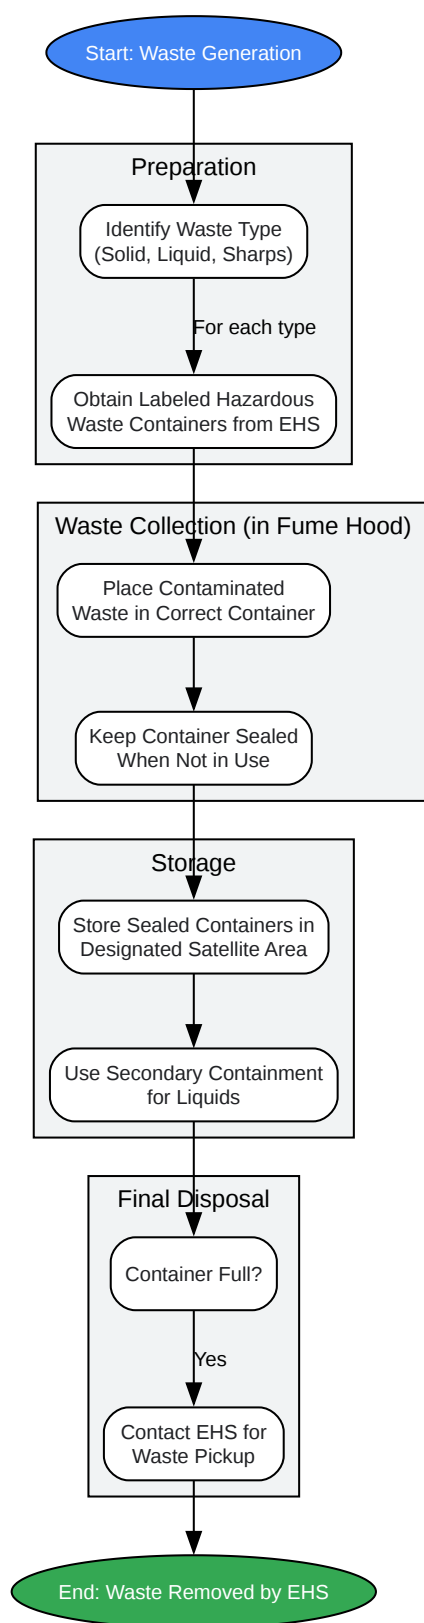 Start: Waste Generation
Preparation
Identify Waste Type
(Solid, Liquid, Sharps)
For each type
Obtain Labeled Hazardous
Waste Containers from EHS
Waste Collection (in Fume Hood)
Place Contaminated
Waste in Correct Container
Keep Container Sealed
When Not in Use
Storage
Store Sealed Containers in
Designated Satellite Area
Use Secondary Containment
for Liquids
Final Disposal
Container Full?
Yes
Contact EHS for
Waste Pickup
End: Waste Removed by EHS